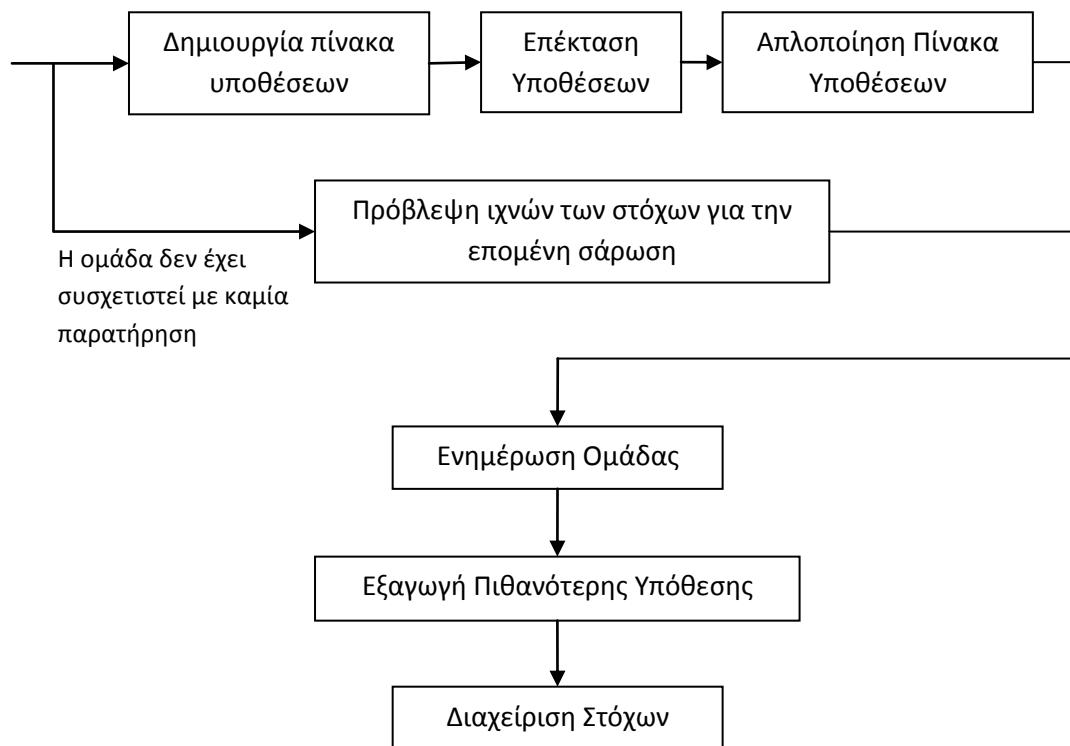 Δημιουργία πίνακα
υποθέσεων
Επέκταση
Υποθέσεων
Απλοποίηση Πίνακα
Υποθέσεων
Πρόβλεψη ιχνών των στόχων για την
επομένη σάρωση
Η ομάδα δεν έχει
συσχετιστεί με καμία
παρατήρηση
Ενημέρωση Ομάδας
Εξαγωγή Πιθανότερης Υπόθεσης
Διαχείριση Στόχων